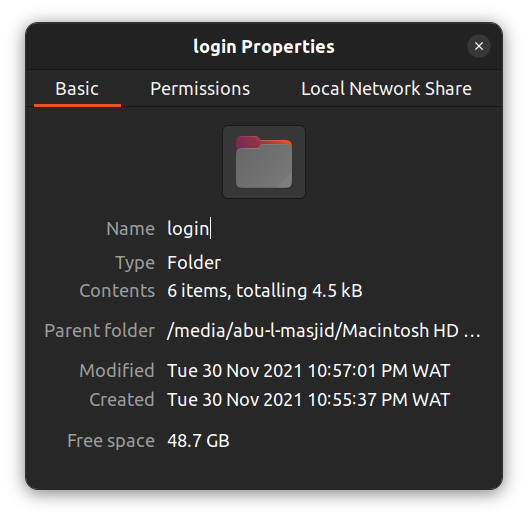 login Properties
Basic Permissions Local Network Share
Name login
Type Folder
Contents 6 items, totalling 4.5 kB
Parent folder /media/abu-l-masjid/Macintosh HD ...
Modified Tue 30 Nov 2021 10:57:01 PM WAT
Created Tue 30 Nov 2021 10:55:37 PM WAT
Free space 48.7 GB